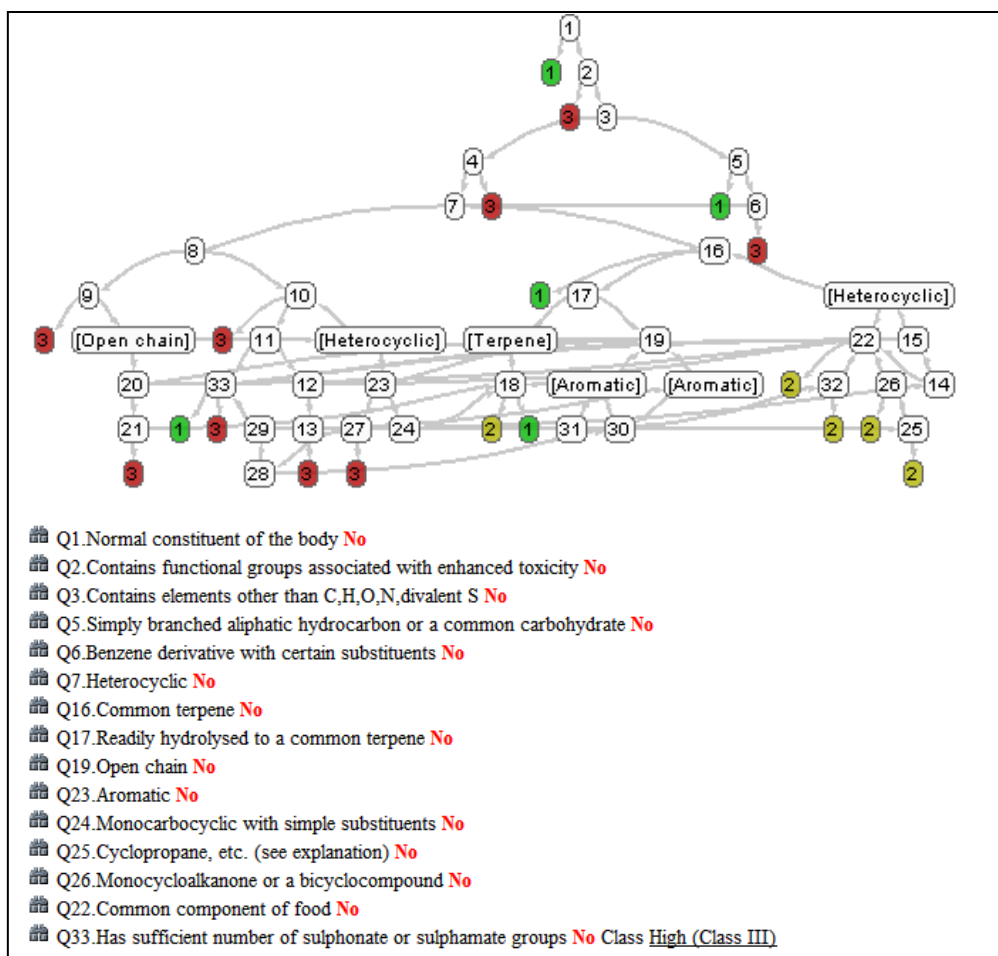 1
1 2
3 3
4 5
7 3 1 6
8 16 3
9 10 1 17 [Heterocyclic]
3 [Open chain] 3 11 [Heterocyclic] [Terpene] 19 22 15
20 33 12 23 18 [Aromatic] [Aromatic] 2 32 26 14
21 1 3 29 13 27 24 2 1 31 30 2 2 25
3 28 3 3 2
Q1.Normal constituent of the body No
Q2.Contains functional groups associated with enhanced toxicity No
Q3.Contains elements other than C,H,O,N,divalent S No
Q5.Simply branched aliphatic hydrocarbon or a common carbohydrate No
Q6.Benzene derivative with certain substituents No
Q7.Heterocyclic No
Q16.Common terpene No
Q17.Readily hydrolysed to a common terpene No
Q19.Open chain No
Q23.Aromatic No
Q24.Monocarbocyclic with simple substituents No
Q25.Cyclopropane, etc. (see explanation) No
Q26.Monocycloalkanone or a bicyclocompound No
Q22.Common component of food No
Q33.Has sufficient number of sulphonate or sulphamate groups No Class High (Class III)